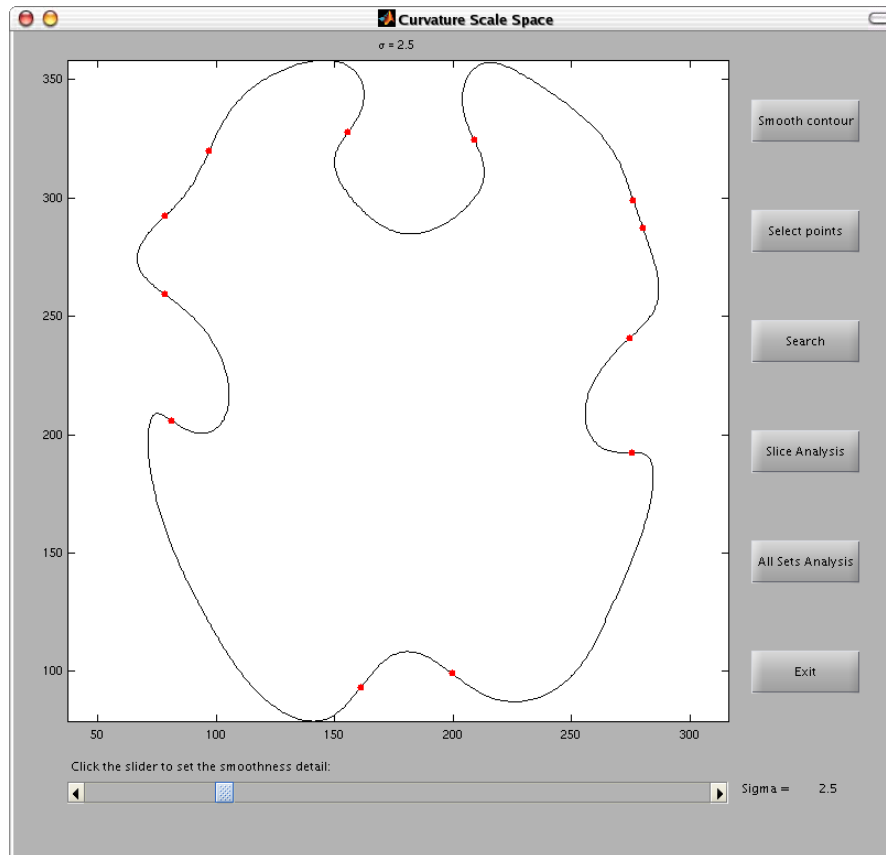 Curvature Scale Space
σ = 2.5
350
300
250
200
150
100
50 100 150 200 250 300
Smooth contour
Select points
Search
Slice Analysis
All Sets Analysis
Exit
Click the slider to set the smoothness detail:
Sigma = 2.5